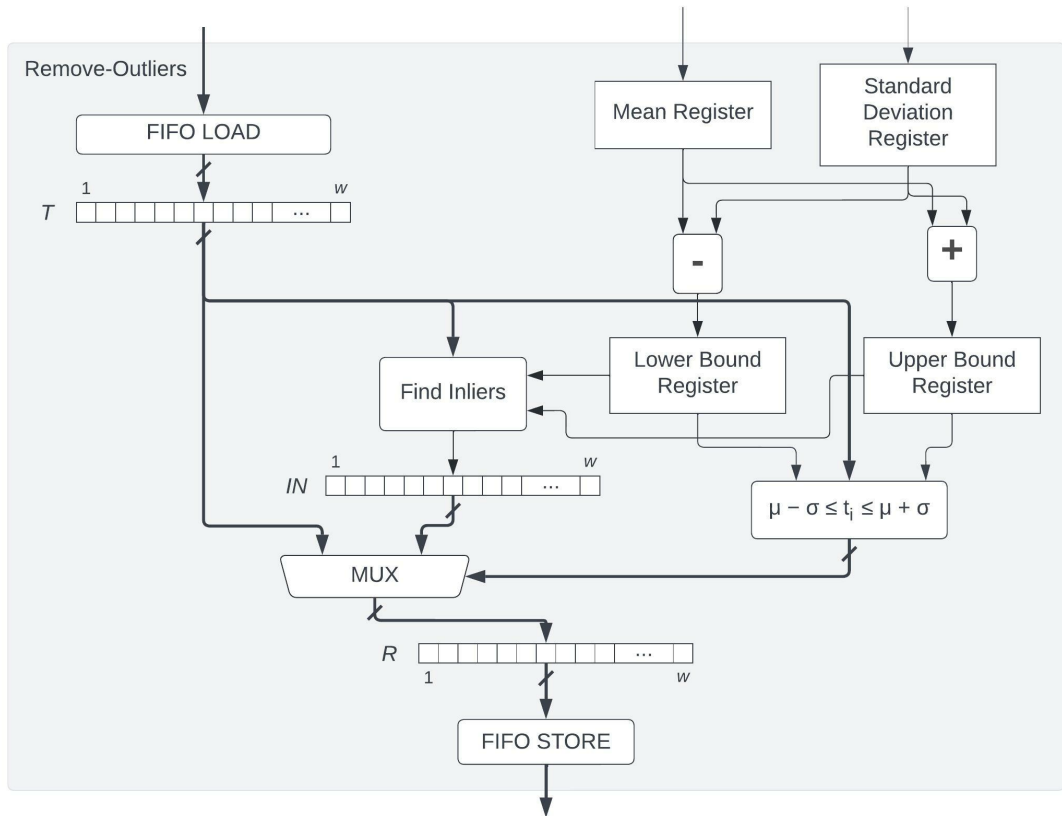 Remove-Outliers
FIFO LOAD
Mean Register
Standard
Deviation
Register
1
w
T
...
-
+
Find Inliers
Lower Bound
Register
Upper Bound
Register
1
w
IN
...
μ − σ ≤ tᵢ ≤ μ + σ
MUX
R
...
1
w
FIFO STORE